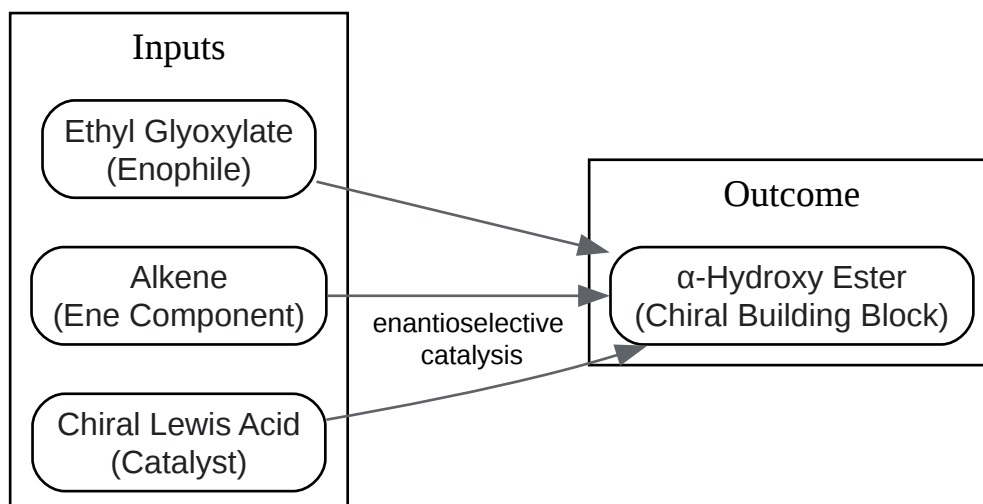 Inputs
Ethyl Glyoxylate
(Enophile)
Alkene
(Ene Component)
Chiral Lewis Acid
(Catalyst)
enantioselective
catalysis
Outcome
α-Hydroxy Ester
(Chiral Building Block)